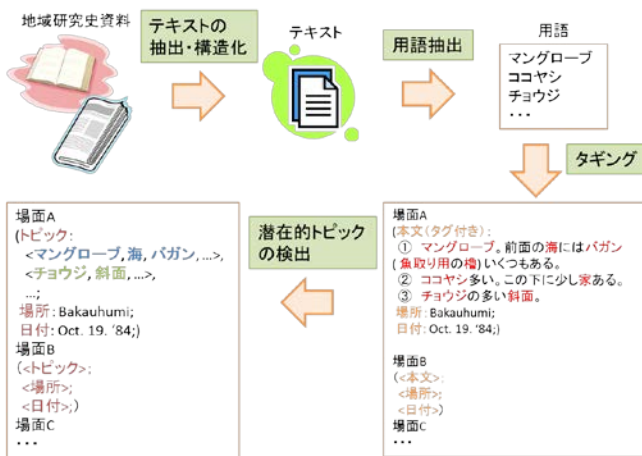 地域研究史資料
テキストの
抽出・構造化
テキスト
用語抽出
用語
マングローブ
ココヤシ
チョウジ
・・・
タギング
場面A
(本文(タグ付き):
① マングローブ。前面の海にはバガン
(魚取り用の櫓)いくつもある。
② ココヤシ多い。この下に少し家ある。
③ チョウジの多い斜面。
場所: Bakauhumi;
日付: Oct. 19. '84;)
場面B
(<本文>;
<場所>;
<日付>)
場面C
・・・
潜在的トピック
の検出
場面A
(トピック:
<マングローブ, 海, バガン, ...>,
<チョウジ, 斜面, ...>,
...;
場所: Bakauhumi;
日付: Oct. 19. '84;)
場面B
(<トピック>;
<場所>;
<日付>;)
場面C
・・・